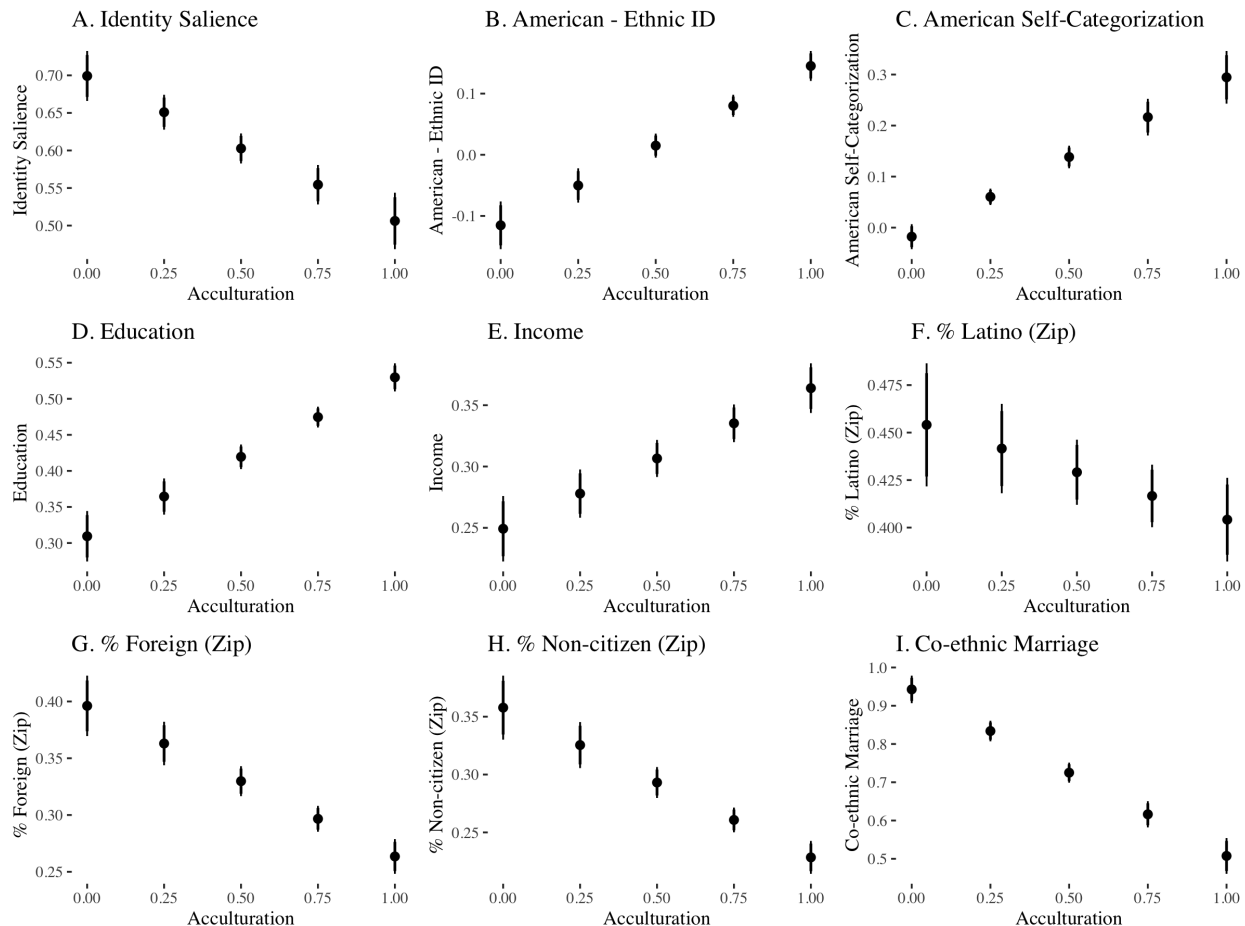 A. Identity Salience
Identity Salience
0.70
0.65
0.60
0.55
0.50
0.00 0.25 0.50 0.75 1.00
Acculturation
B. American - Ethnic ID
American - Ethnic ID
0.1
0.0
-0.1
0.00 0.25 0.50 0.75 1.00
Acculturation
C. American Self-Categorization
American Self-Categorization
0.3
0.2
0.1
0.0
0.00 0.25 0.50 0.75 1.00
Acculturation
D. Education
Education
0.55
0.50
0.45
0.40
0.35
0.30
0.00 0.25 0.50 0.75 1.00
Acculturation
E. Income
Income
0.35
0.30
0.25
0.00 0.25 0.50 0.75 1.00
Acculturation
F. % Latino (Zip)
% Latino (Zip)
0.475
0.450
0.425
0.400
0.00 0.25 0.50 0.75 1.00
Acculturation
G. % Foreign (Zip)
% Foreign (Zip)
0.40
0.35
0.30
0.25
0.00 0.25 0.50 0.75 1.00
Acculturation
H. % Non-citizen (Zip)
% Non-citizen (Zip)
0.35
0.30
0.25
0.00 0.25 0.50 0.75 1.00
Acculturation
I. Co-ethnic Marriage
Co-ethnic Marriage
1.0
0.9
0.8
0.7
0.6
0.5
0.00 0.25 0.50 0.75 1.00
Acculturation